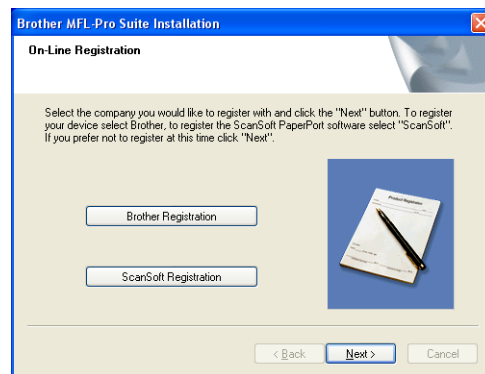 Brother MFL-Pro Suite Installation
On-Line Registration
Select the company you would like to register with and click the "Next" button. To register
your device select Brother, to register the ScanSoft PaperPort software select "ScanSoft".
If you prefer not to register at this time click "Next".
Product Registration
Brother Registration
ScanSoft Registration
< Back
Next >
Cancel